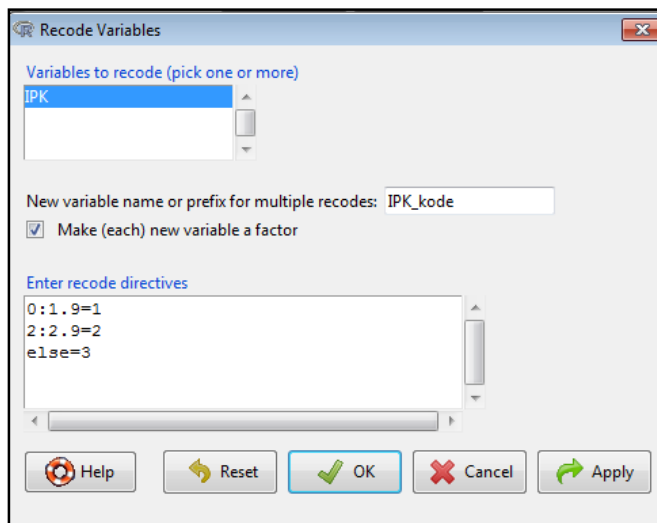 Recode Variables
Variables to recode (pick one or more)
IPK
New variable name or prefix for multiple recodes: IPK_kode
Make (each) new variable a factor
Enter recode directives
0:1.9=1
2:2.9=2
else=3
Help Reset OK Cancel Apply